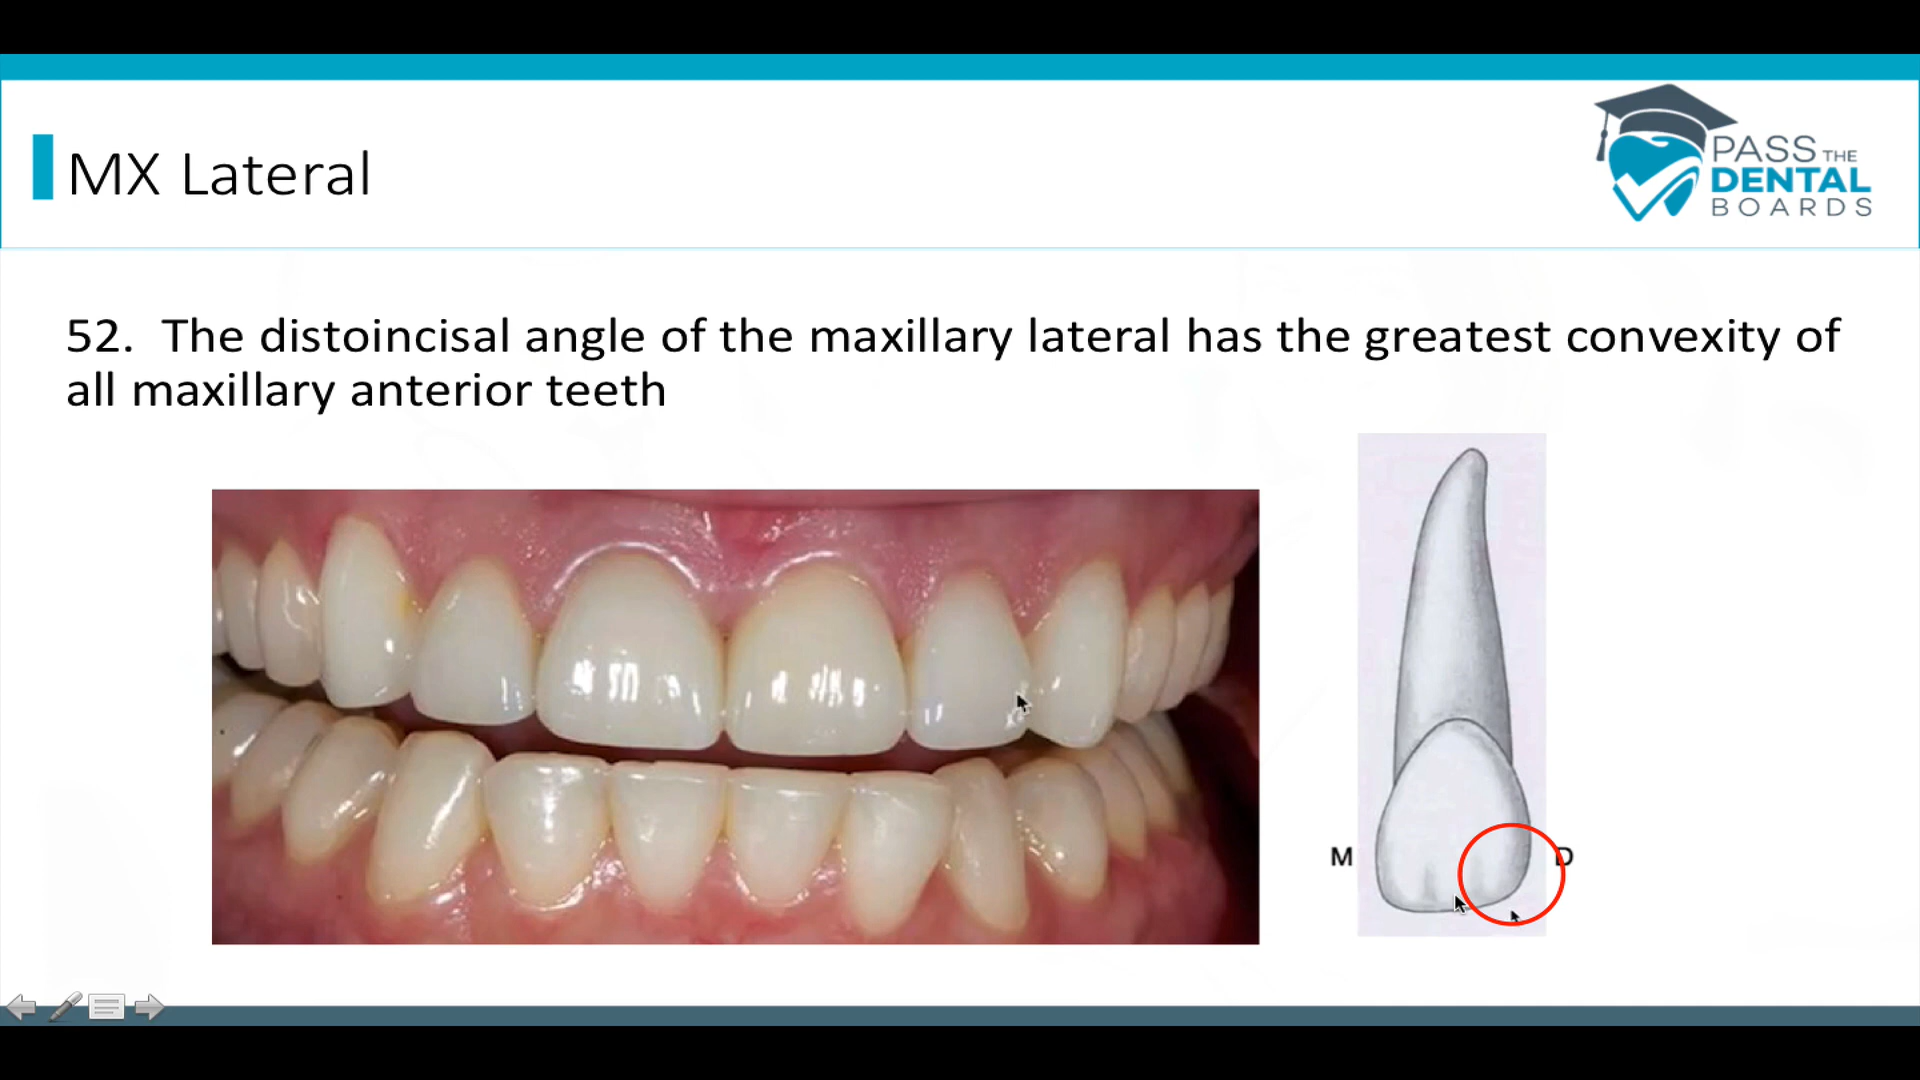 MX Lateral
PASS THE
DENTAL
BOARDS
52. The distoincisal angle of the maxillary lateral has the greatest convexity of
all maxillary anterior teeth
M
D